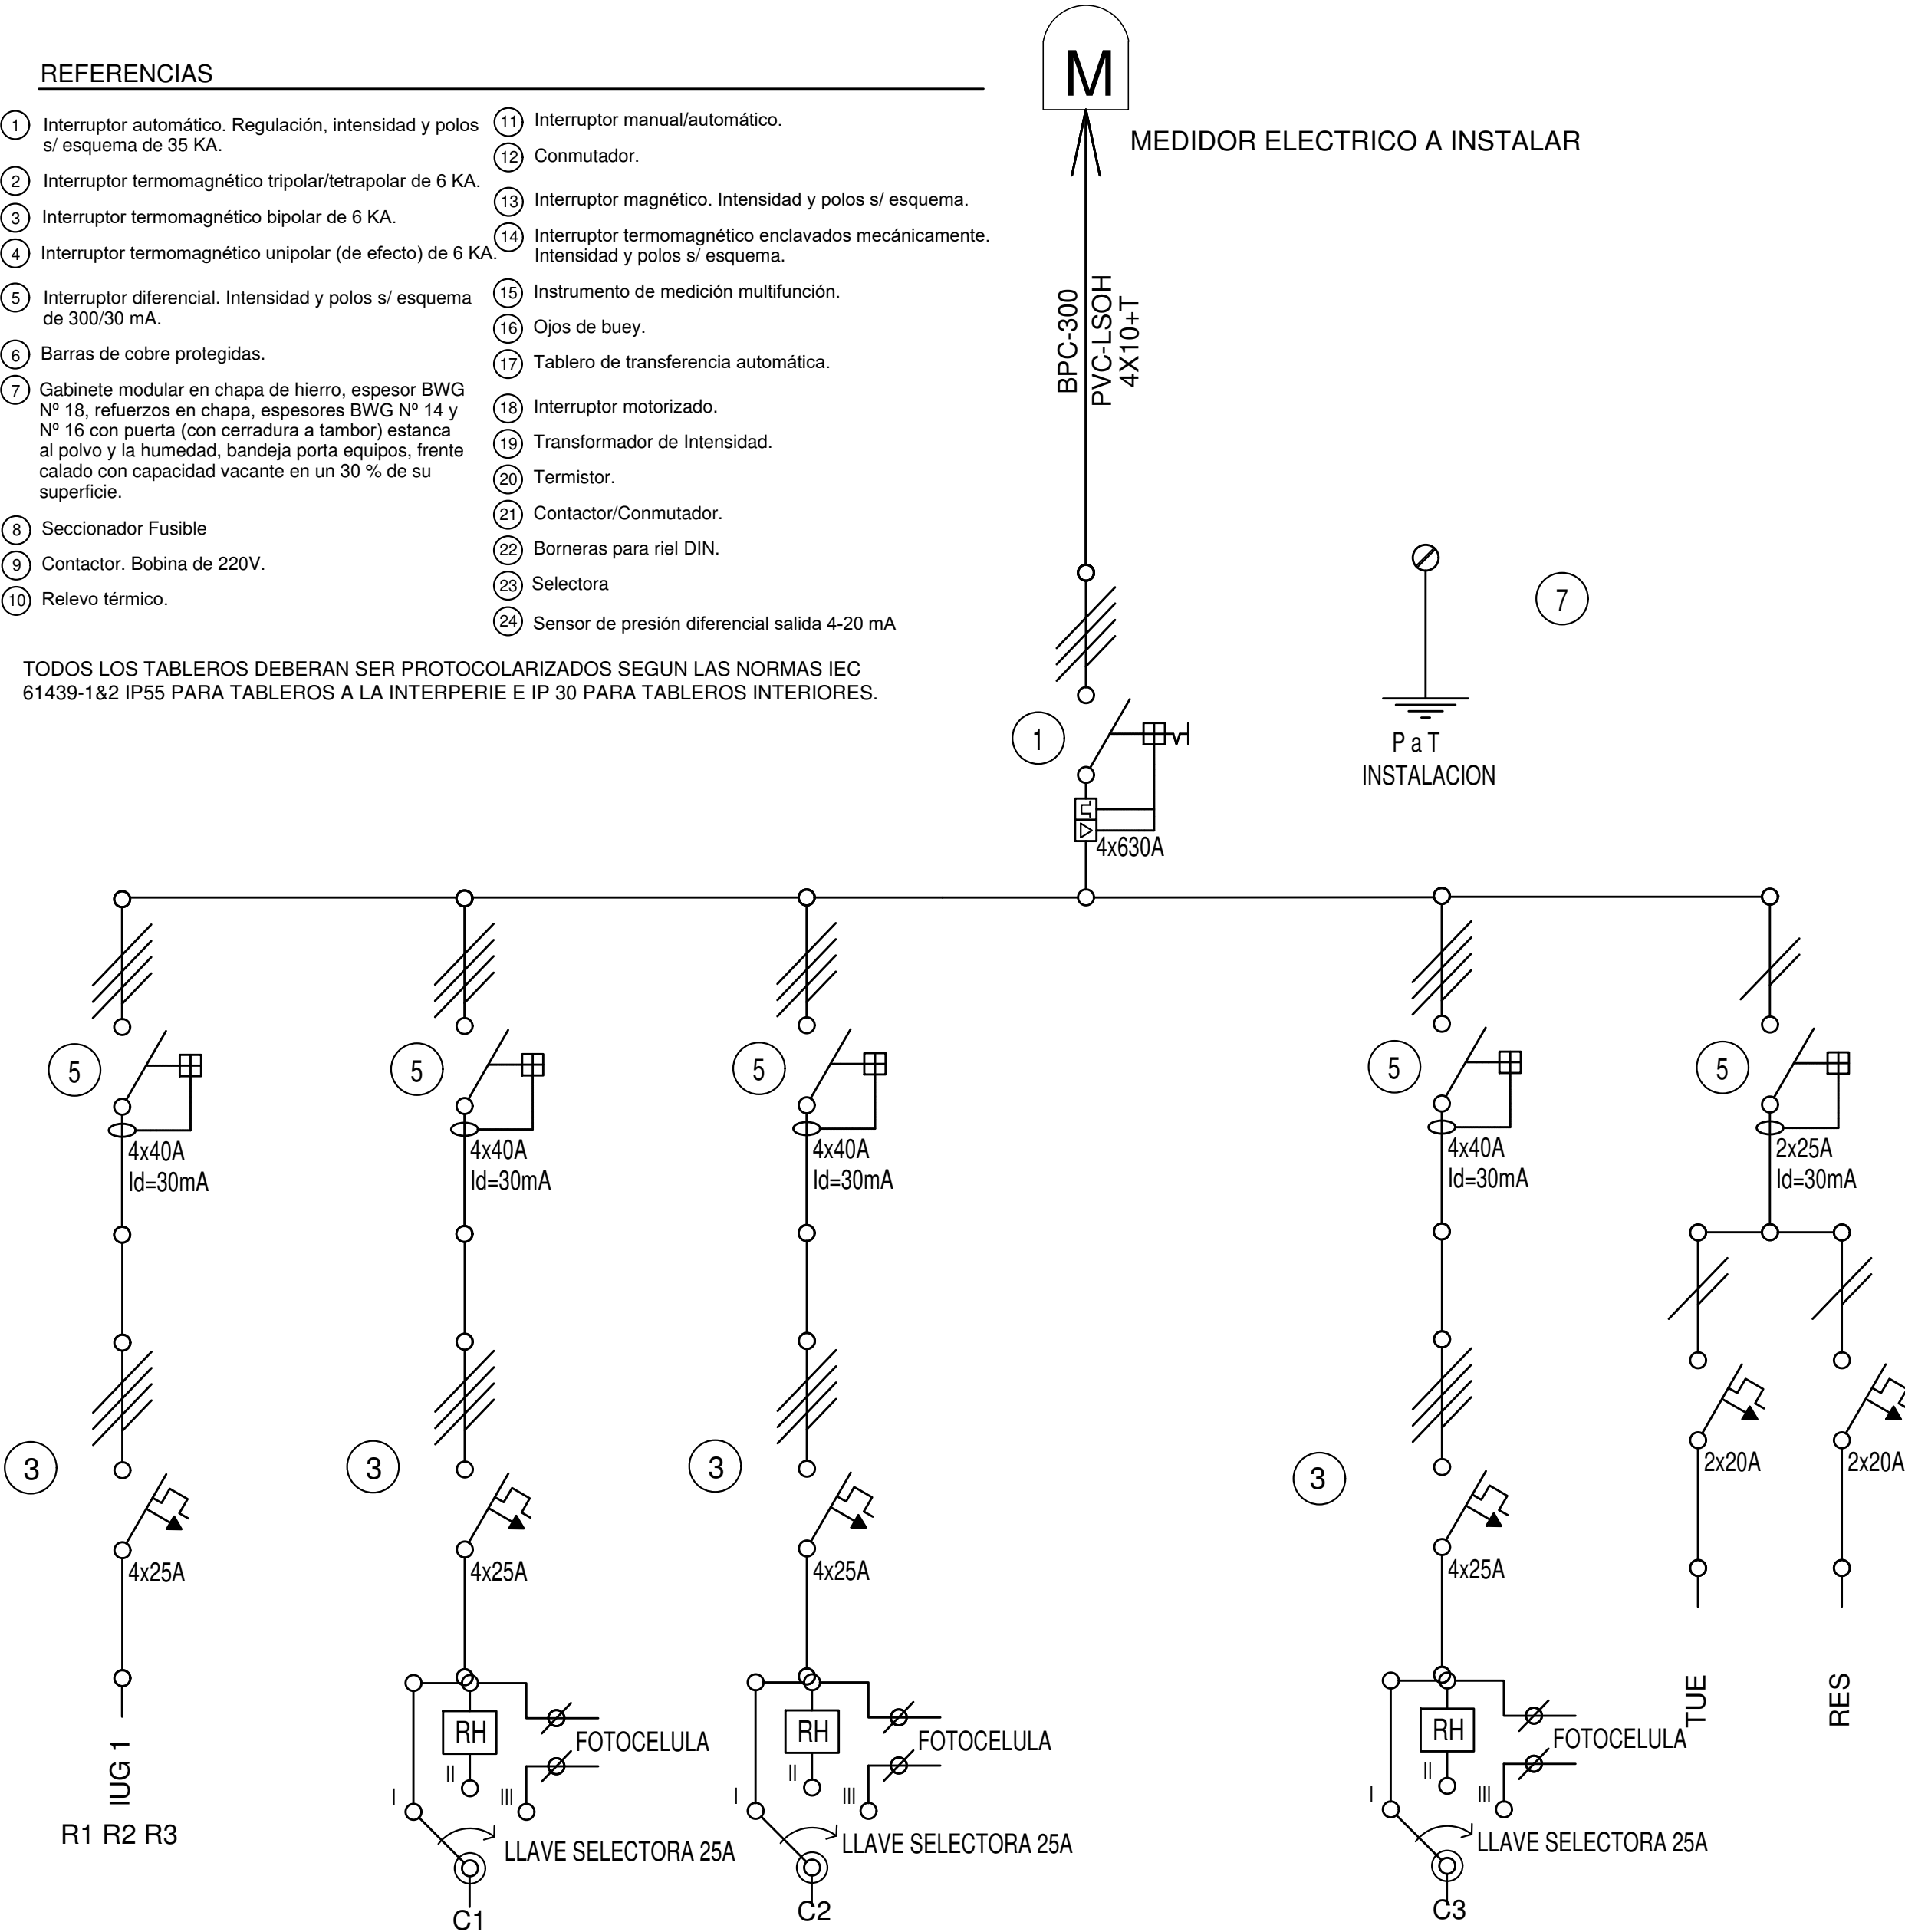 REFERENCIAS
1 Interruptor automático. Regulación, intensidad y polos
s/ esquema de 35 KA.
2 Interruptor termomagnético tripolar/tetrapolar de 6 KA.
3 Interruptor termomagnético bipolar de 6 KA.
4 Interruptor termomagnético unipolar (de efecto) de 6 KA.
5 Interruptor diferencial. Intensidad y polos s/ esquema
de 300/30 mA.
6 Barras de cobre protegidas.
7 Gabinete modular en chapa de hierro, espesor BWG
Nº 18, refuerzos en chapa, espesores BWG Nº 14 y
Nº 16 con puerta (con cerradura a tambor) estanca
al polvo y la humedad, bandeja porta equipos, frente
calado con capacidad vacante en un 30 % de su
superficie.
8 Seccionador Fusible
9 Contactor. Bobina de 220V.
10 Relevo térmico.
11 Interruptor manual/automático.
12 Conmutador.
13 Interruptor magnético. Intensidad y polos s/ esquema.
14 Interruptor termomagnético enclavados mecánicamente.
Intensidad y polos s/ esquema.
15 Instrumento de medición multifunción.
16 Ojos de buey.
17 Tablero de transferencia automática.
18 Interruptor motorizado.
19 Transformador de Intensidad.
20 Termistor.
21 Contactor/Conmutador.
22 Borneras para riel DIN.
23 Selectora
24 Sensor de presión diferencial salida 4-20 mA
TODOS LOS TABLEROS DEBERAN SER PROTOCOLARIZADOS SEGUN LAS NORMAS IEC
61439-1&2 IP55 PARA TABLEROS A LA INTERPERIE E IP 30 PARA TABLEROS INTERIORES.
M
MEDIDOR ELECTRICO A INSTALAR
BPC-300
PVC-LSOH
4X10+T
7
P a T
INSTALACION
1
4x630A
5
4x40A
Id=30mA
5
4x40A
Id=30mA
5
4x40A
Id=30mA
5
4x40A
Id=30mA
5
2x25A
Id=30mA
3
4x25A
3
4x25A
3
4x25A
3
4x25A
2x20A
2x20A
IUG 1
R1 R2 R3
RH
FOTOCELULA
I
II
III
LLAVE SELECTORA 25A
C1
RH
FOTOCELULA
I
II
III
LLAVE SELECTORA 25A
C2
RH
FOTOCELULA
I
II
III
LLAVE SELECTORA 25A
C3
TUE
RES